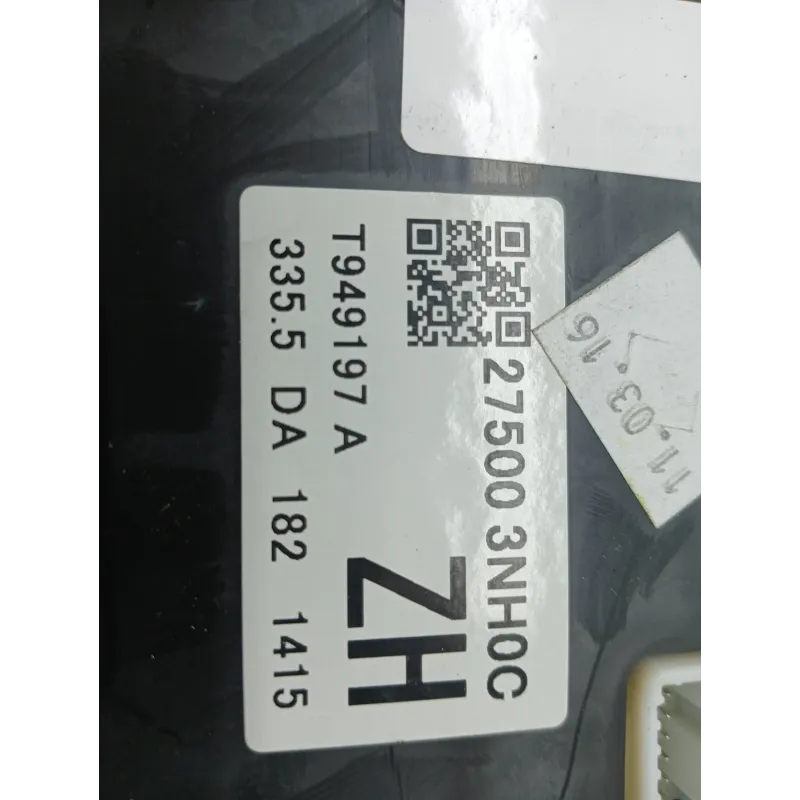 27500 3NH0C
ZH
T949197 A
335.5 DA 182 1415
11.03.16